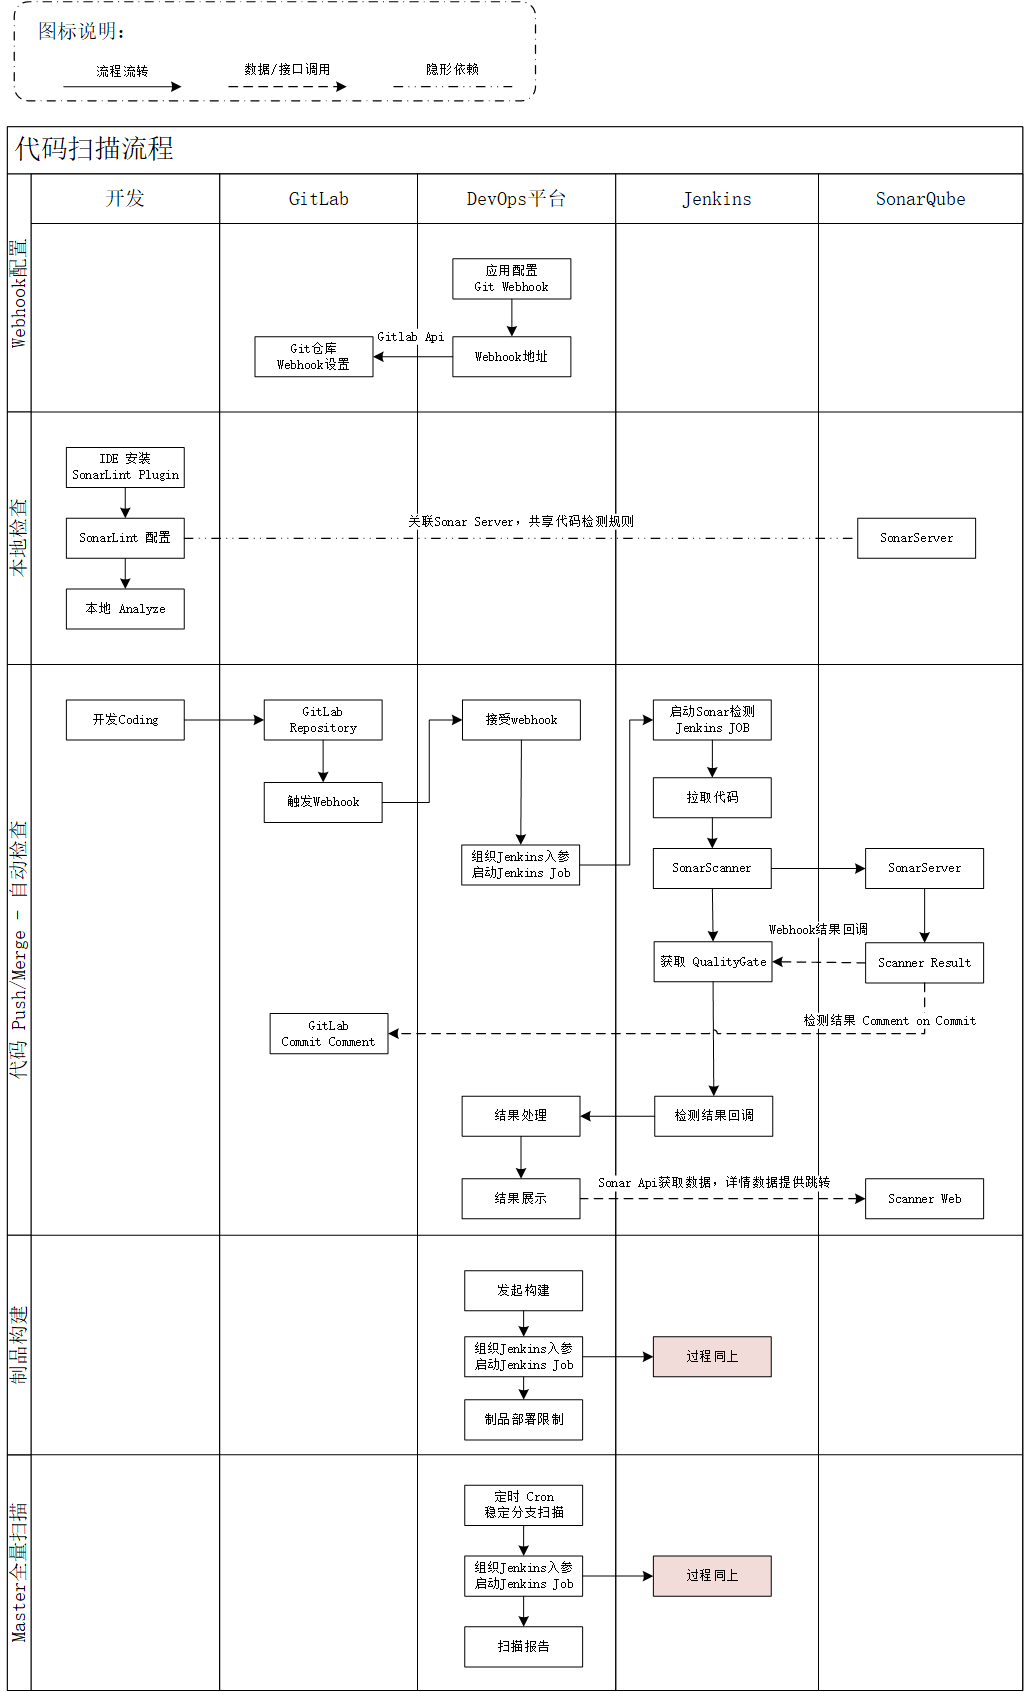 图标说明：
流程流转
数据/接口调用
隐形依赖
代码扫描流程
开发
GitLab
DevOps平台
Jenkins
SonarQube
Webhook配置
应用配置
Git Webhook
Gitlab Api
Git仓库
Webhook设置
Webhook地址
本地检查
IDE 安装
SonarLint Plugin
关联Sonar Server，共享代码检测规则
SonarLint 配置
SonarServer
本地 Analyze
代码 Push/Merge - 自动检查
开发Coding
GitLab
Repository
接受webhook
启动Sonar检测
Jenkins JOB
触发Webhook
拉取代码
组织Jenkins入参
启动Jenkins Job
SonarScanner
SonarServer
Webhook结果回调
获取 QualityGate
Scanner Result
检测结果 Comment on Commit
GitLab
Commit Comment
结果处理
检测结果回调
Sonar Api获取数据，详情数据提供跳转
结果展示
Scanner Web
制品构建
发起构建
组织Jenkins入参
启动Jenkins Job
过程同上
制品部署限制
Master全量扫描
定时 Cron
稳定分支扫描
组织Jenkins入参
启动Jenkins Job
过程同上
扫描报告